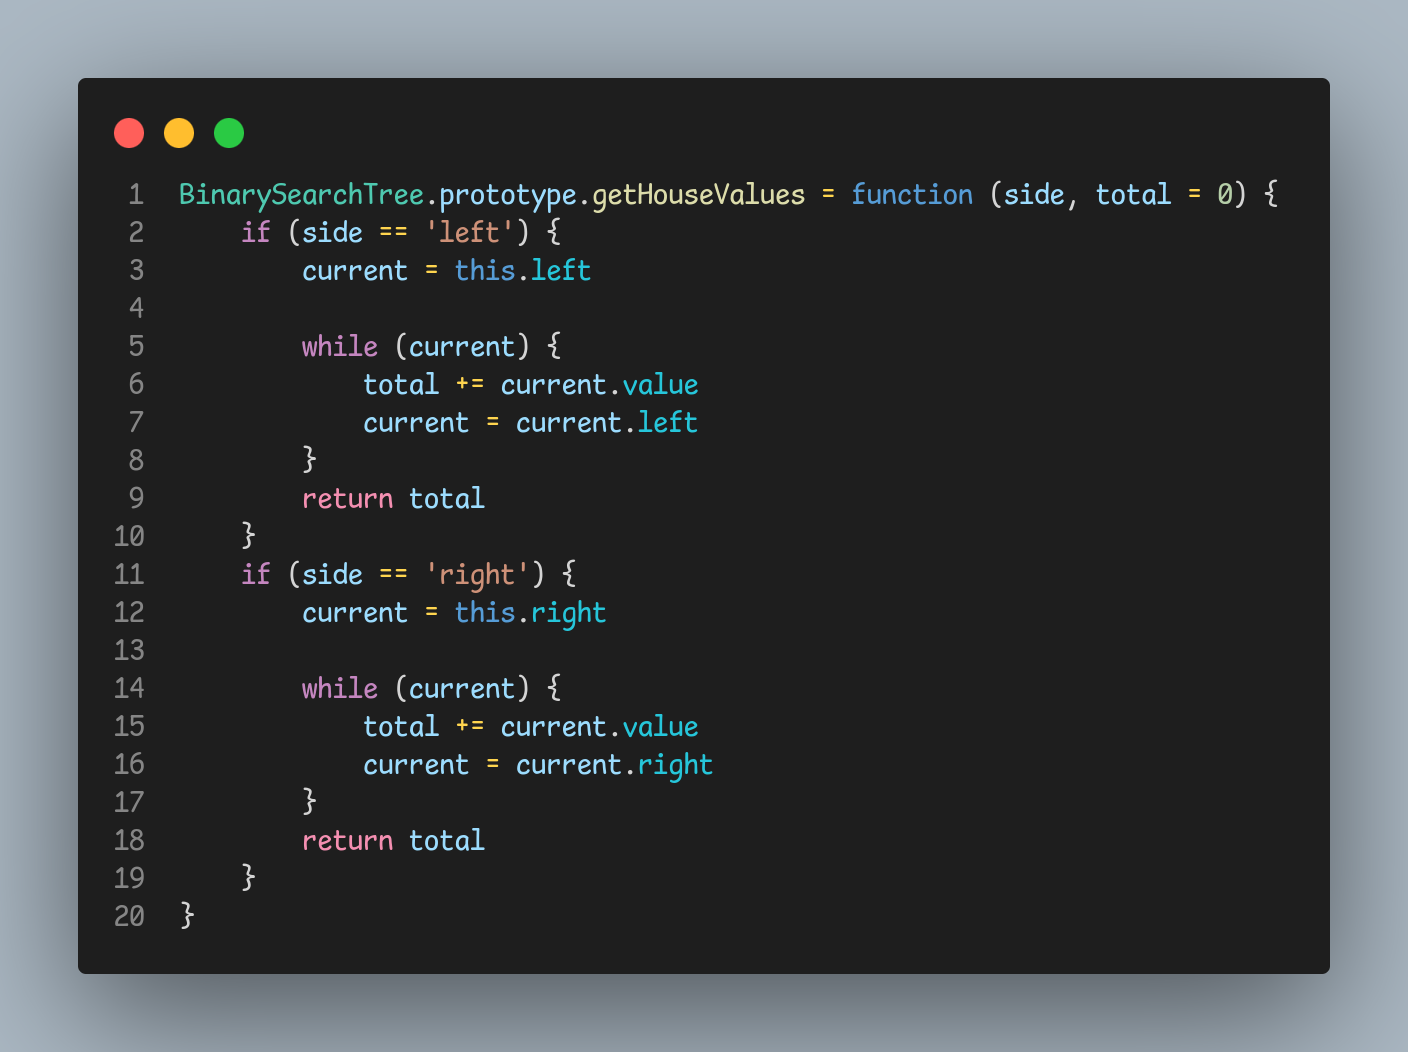 1 BinarySearchTree.prototype.getHouseValues = function (side, total = 0) {
2     if (side == 'left') {
3         current = this.left
4
5         while (current) {
6             total += current.value
7             current = current.left
8         }
9         return total
10     }
11     if (side == 'right') {
12         current = this.right
13
14         while (current) {
15             total += current.value
16             current = current.right
17         }
18         return total
19     }
20 }